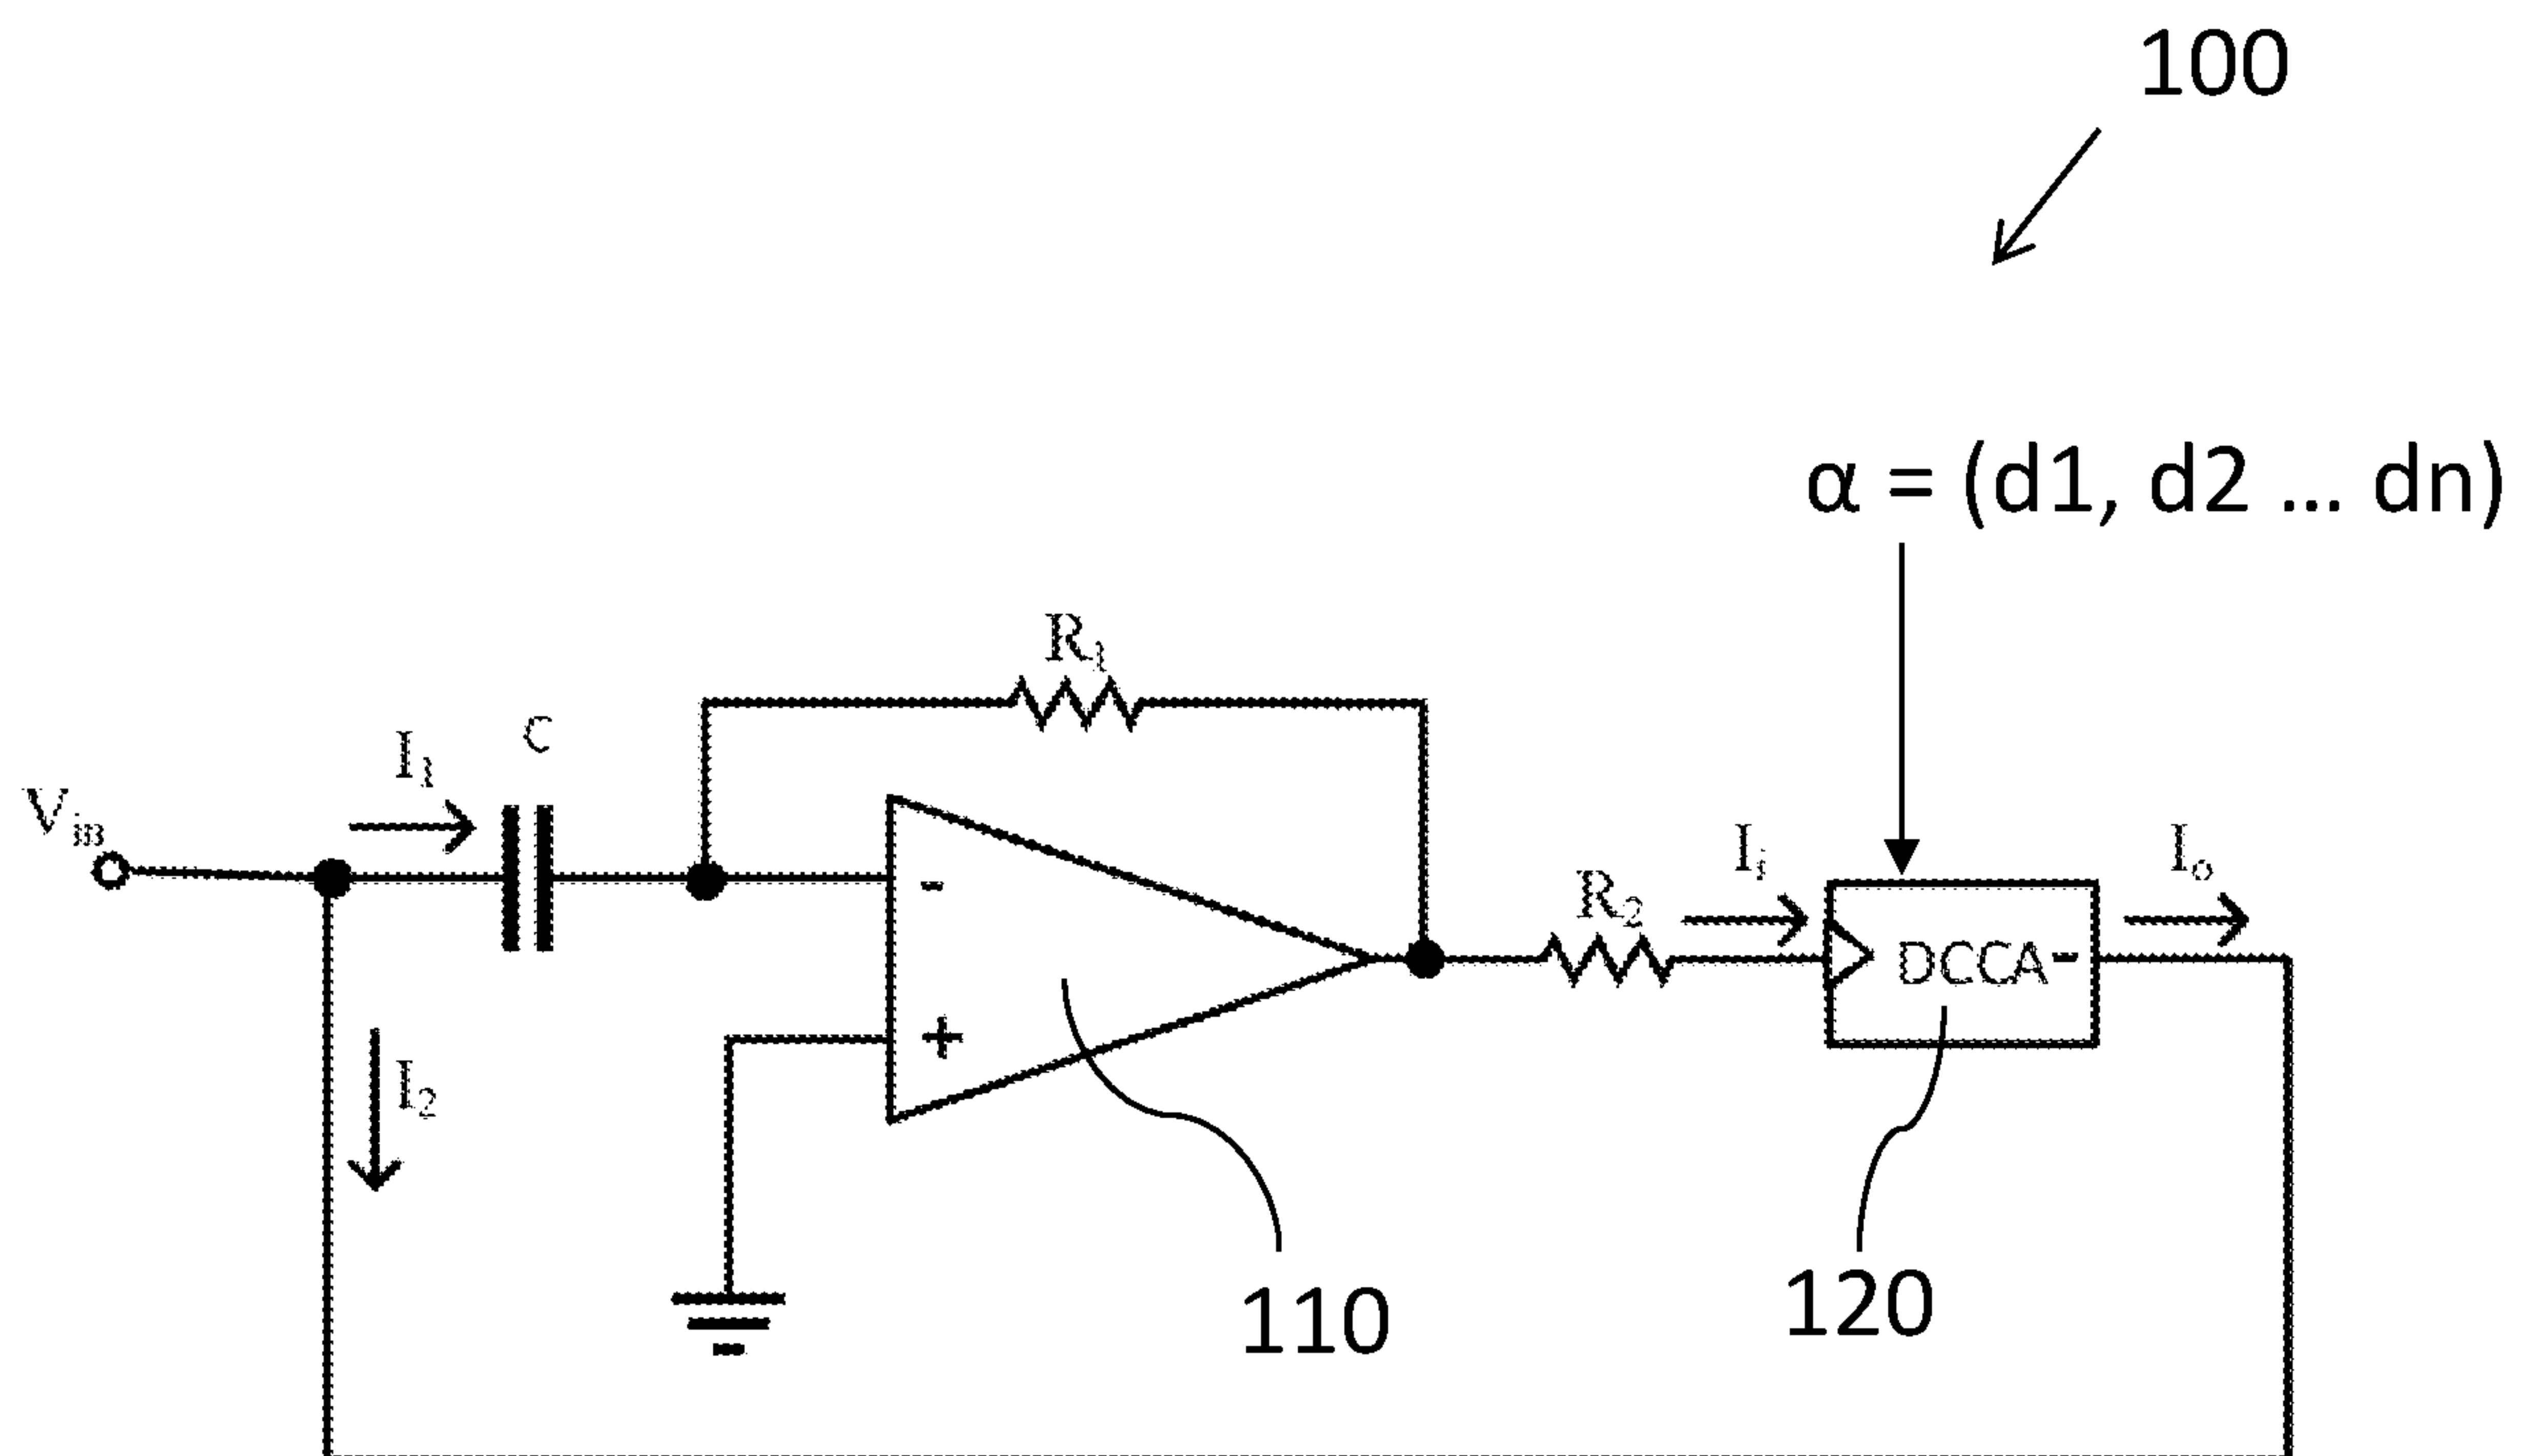 100
α = (d1, d2 ... dn)
R1
I1
C
Vin
Ii
Io
R2
-
DCCA-
+
I2
110
120